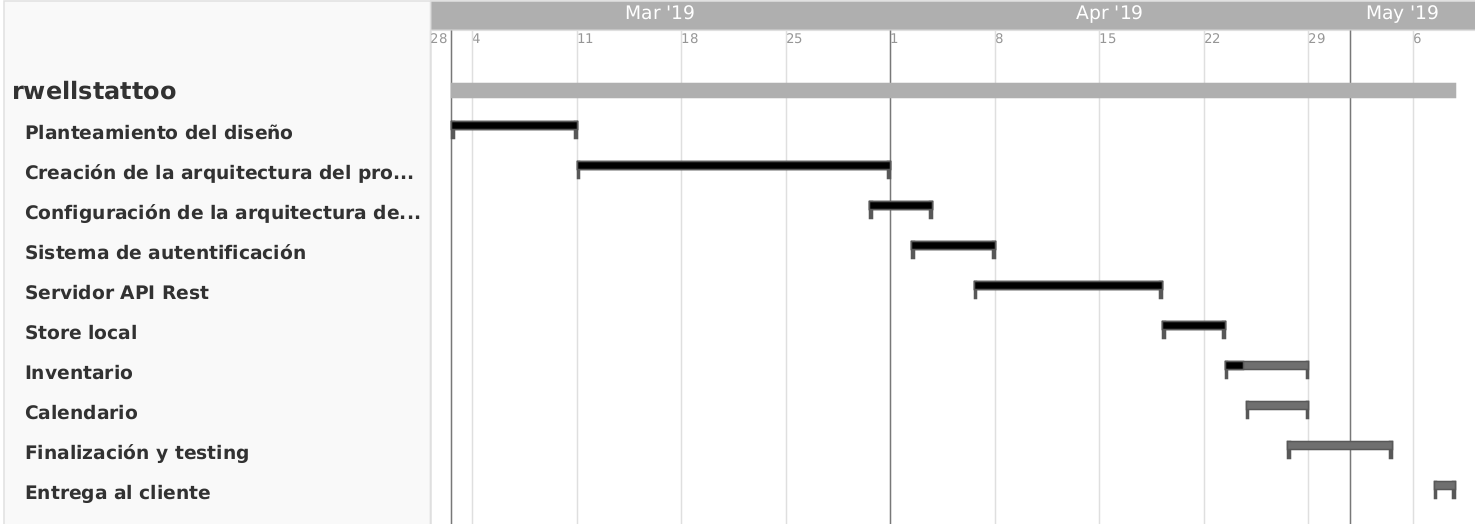 Mar '19 Apr '19 May '19
28 4 11 18 25 1 8 15 22 29 6
rwellstattoo
Planteamiento del diseño
Creación de la arquitectura del pro...
Configuración de la arquitectura de...
Sistema de autentificación
Servidor API Rest
Store local
Inventario
Calendario
Finalización y testing
Entrega al cliente